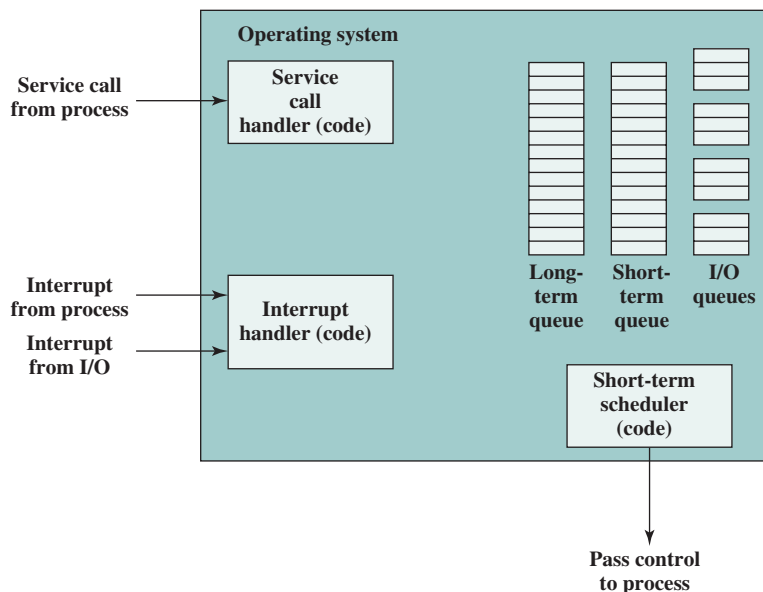 Operating system
Service call
from process
Service
call
handler (code)
Interrupt
from process
Interrupt
from I/O
Interrupt
handler (code)
Long-
term
queue
Short-
term
queue
I/O
queues
Short-term
scheduler
(code)
Pass control
to process